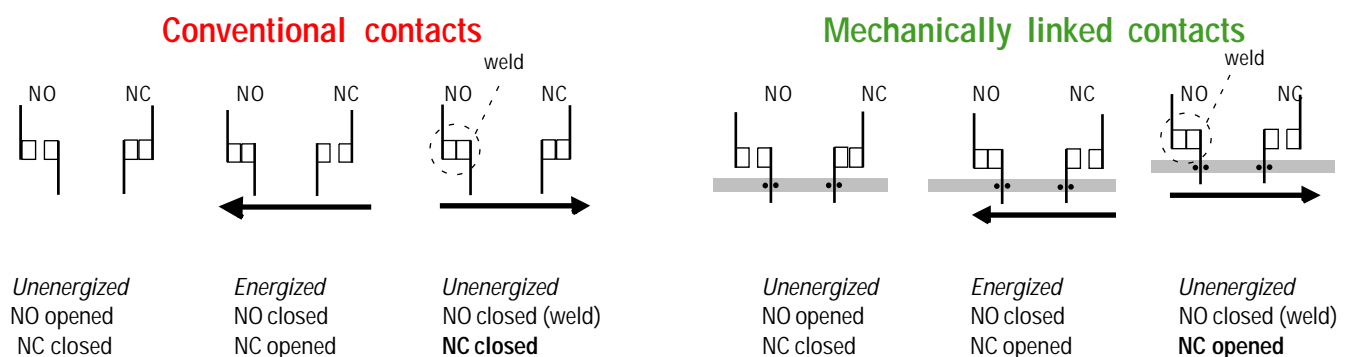 Conventional contacts
weld
NO NC
NO NC
NO NC
Unenergized
NO opened
NC closed
Energized
NO closed
NC opened
Unenergized
NO closed (weld)
NC closed
Mechanically linked contacts
weld
NO NC
NO NC
NO NC
Unenergized
NO opened
NC closed
Energized
NO closed
NC opened
Unenergized
NO closed (weld)
NC opened